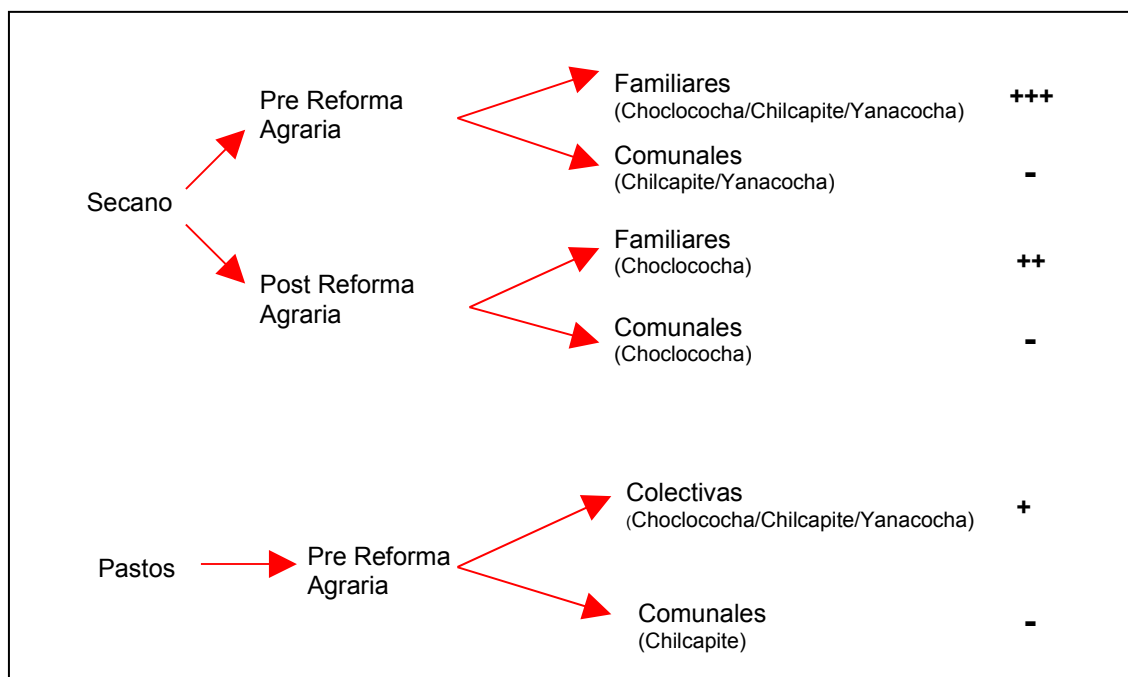 Secano
Pre Reforma
Agraria
Familiares
(Choclococha/Chilcapite/Yanacocha)
+++
Comunales
(Chilcapite/Yanacocha)
-
Post Reforma
Agraria
Familiares
(Choclococha)
++
Comunales
(Choclococha)
-
Pastos
Pre Reforma
Agraria
Colectivas
(Choclococha/Chilcapite/Yanacocha)
+
Comunales
(Chilcapite)
-